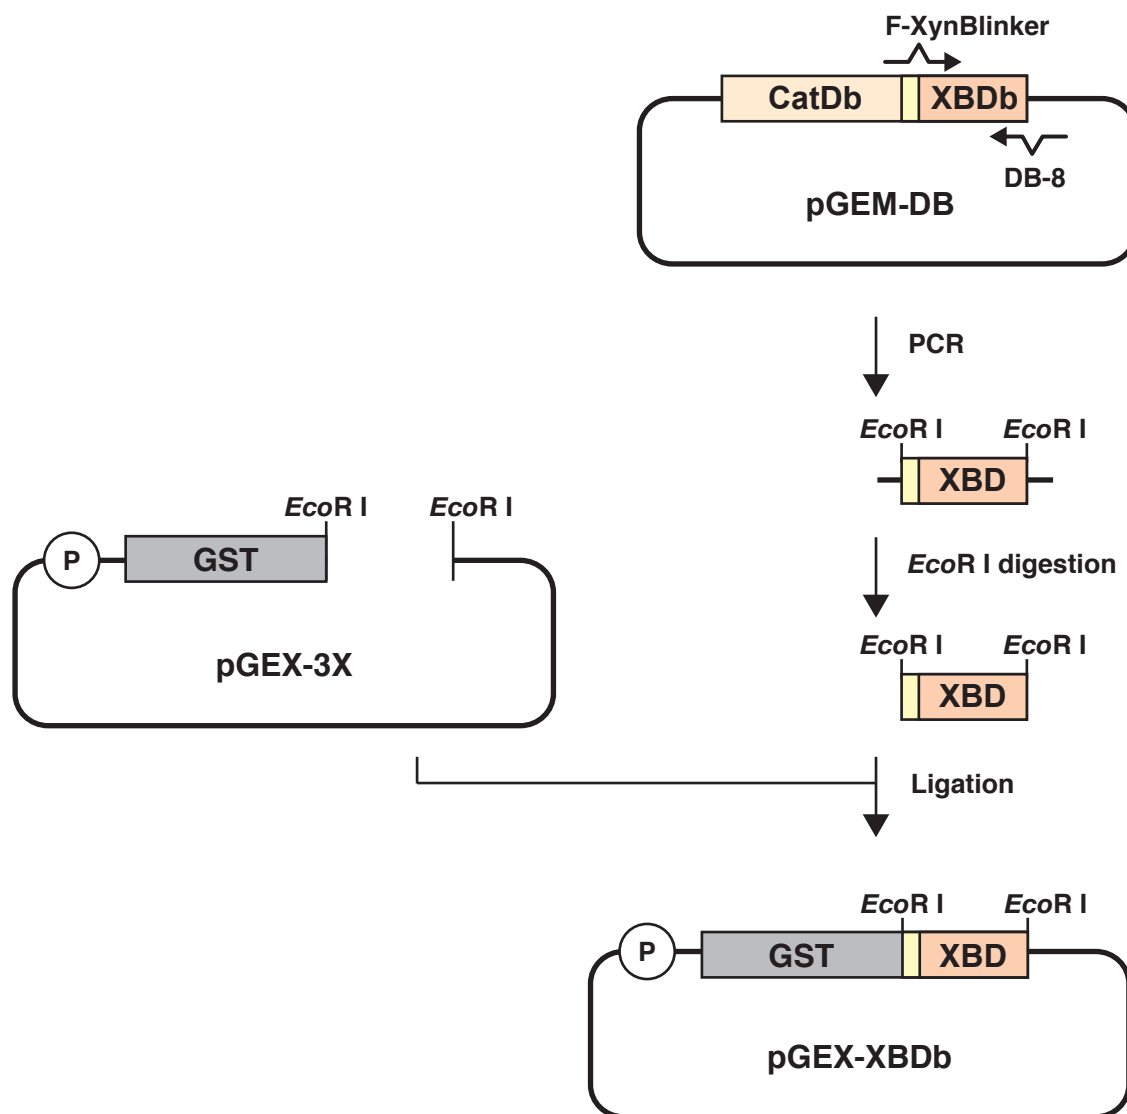 F-XynBlinker
CatDb
XBDb
DB-8
pGEM-DB
PCR
EcoR I EcoR I
XBD
EcoR I EcoR I
P
GST
EcoR I digestion
pGEX-3X
EcoR I EcoR I
XBD
Ligation
EcoR I EcoR I
P
GST
XBD
pGEX-XBDb